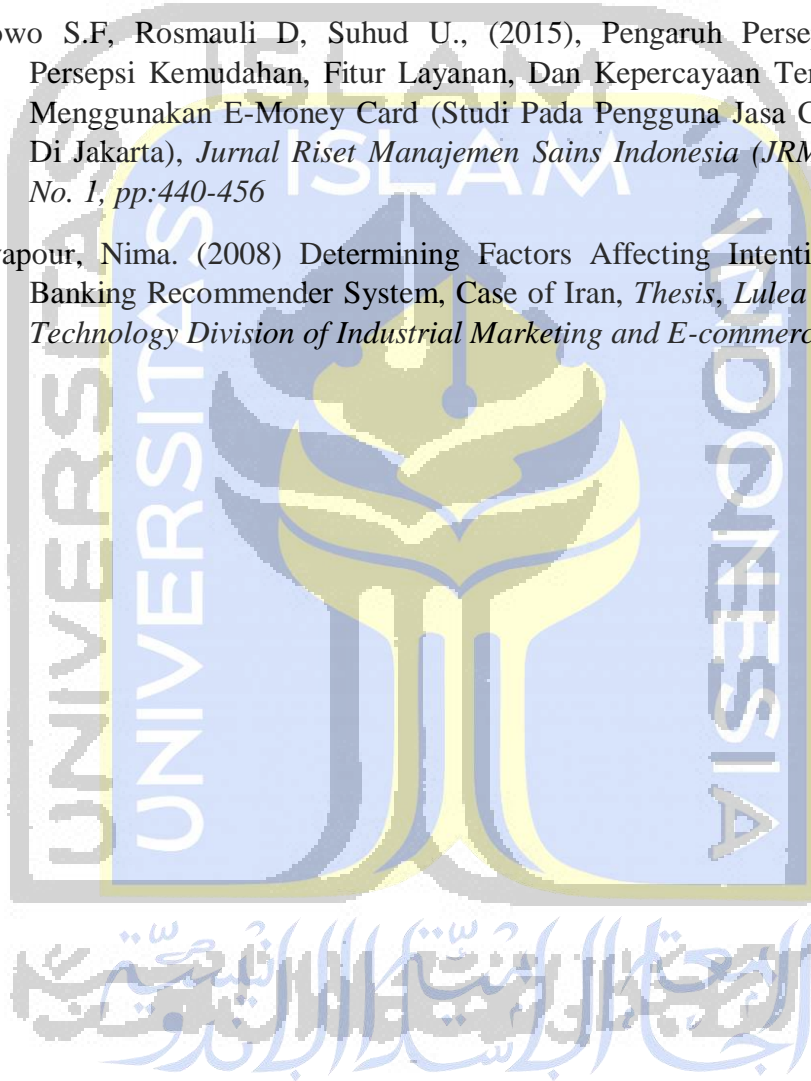 owo S.F, Rosmauli D, Suhud U., (2015), Pengaruh Perse
Persepsi Kemudahan, Fitur Layanan, Dan Kepercayaan Ter
Menggunakan E-Money Card (Studi Pada Pengguna Jasa C
Di Jakarta), Jurnal Riset Manajemen Sains Indonesia (JRM
No. 1, pp:440-456
apour, Nima. (2008) Determining Factors Affecting Intenti
Banking Recommender System, Case of Iran, Thesis, Lulea
Technology Division of Industrial Marketing and E-commerc
ISLAM
ISLAM
UNIVERSITAS
UNIVERSITAS
INDONESIA
INDONESIA